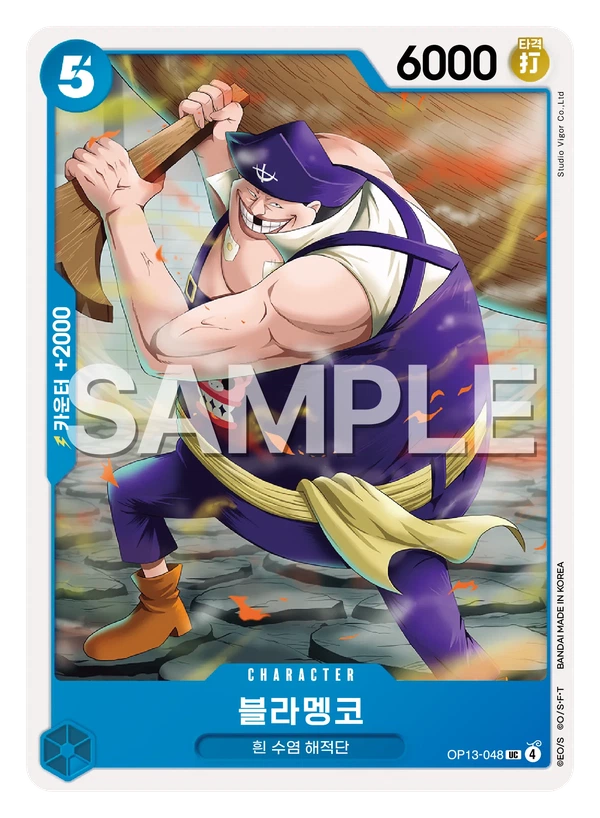 5
6000
타격
打
Studio Vigor Co.,Ltd
⚡카운터 +2000
SAMPLE
BANDAI MADE IN KOREA
©EO/S ©O/S·F·T
CHARACTER
블라멩코
흰 수염 해적단
OP13-048 UC 4